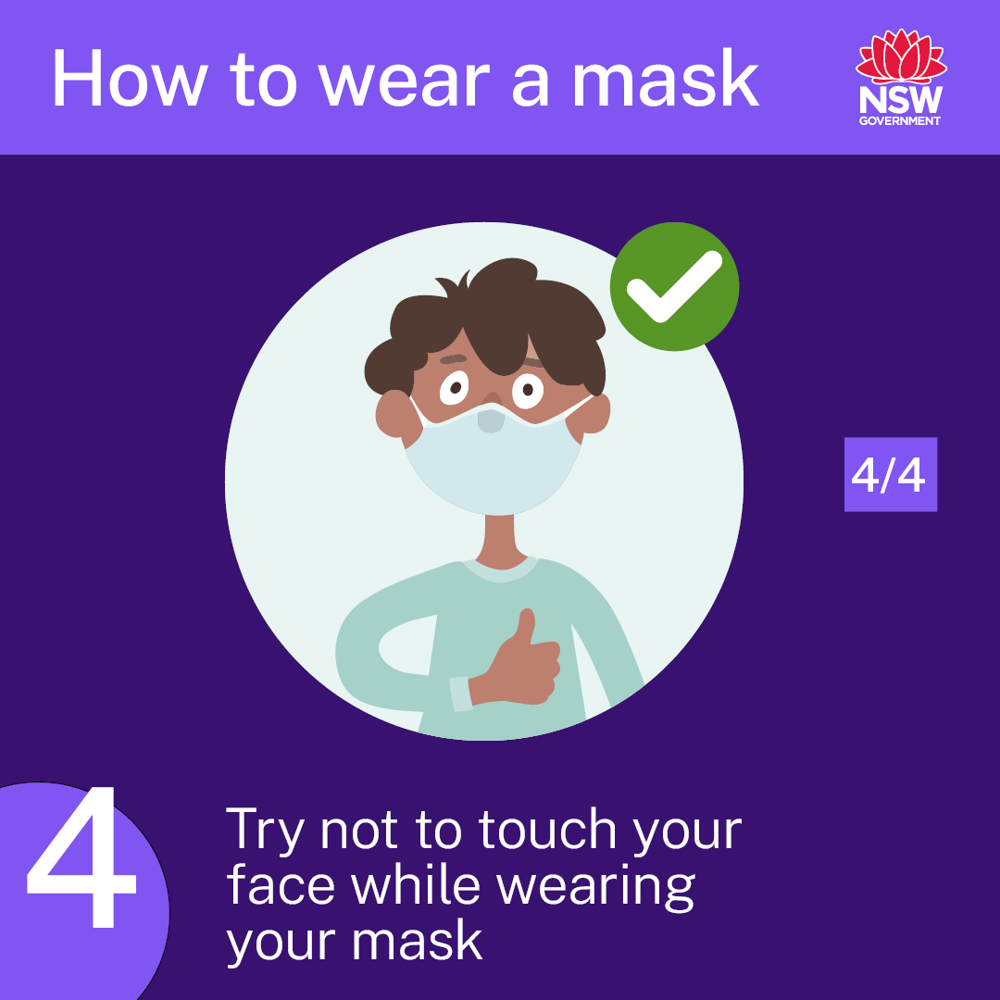 How to wear a mask
NSW
GOVERNMENT
4/4
4
Try not to touch your
face while wearing
your mask